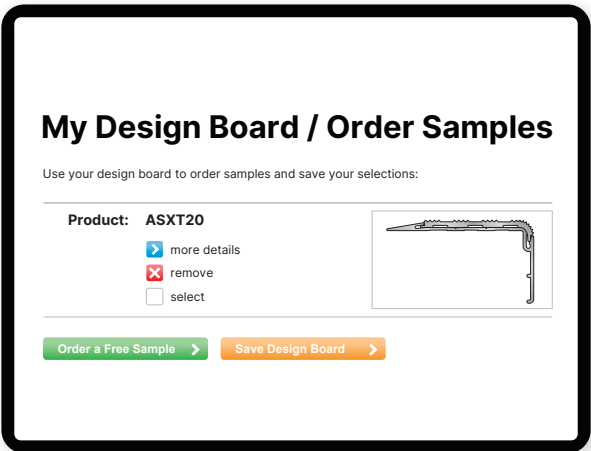 My Design Board / Order Samples
Use your design board to order samples and save your selections:
Product: ASXT20
more details
remove
select
Order a Free Sample
Save Design Board